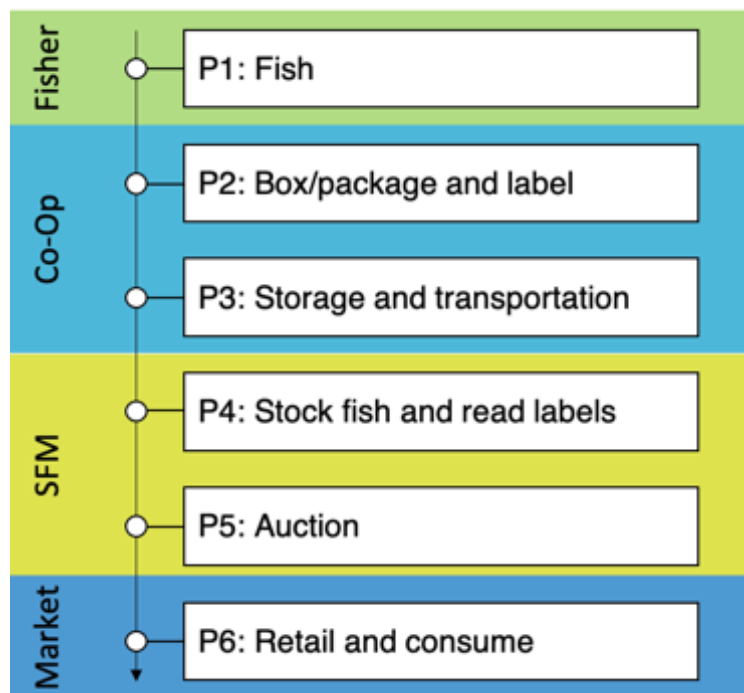 Fisher
P1: Fish
Co-Op
P2: Box/package and label
P3: Storage and transportation
SFM
P4: Stock fish and read labels
P5: Auction
Market
P6: Retail and consume